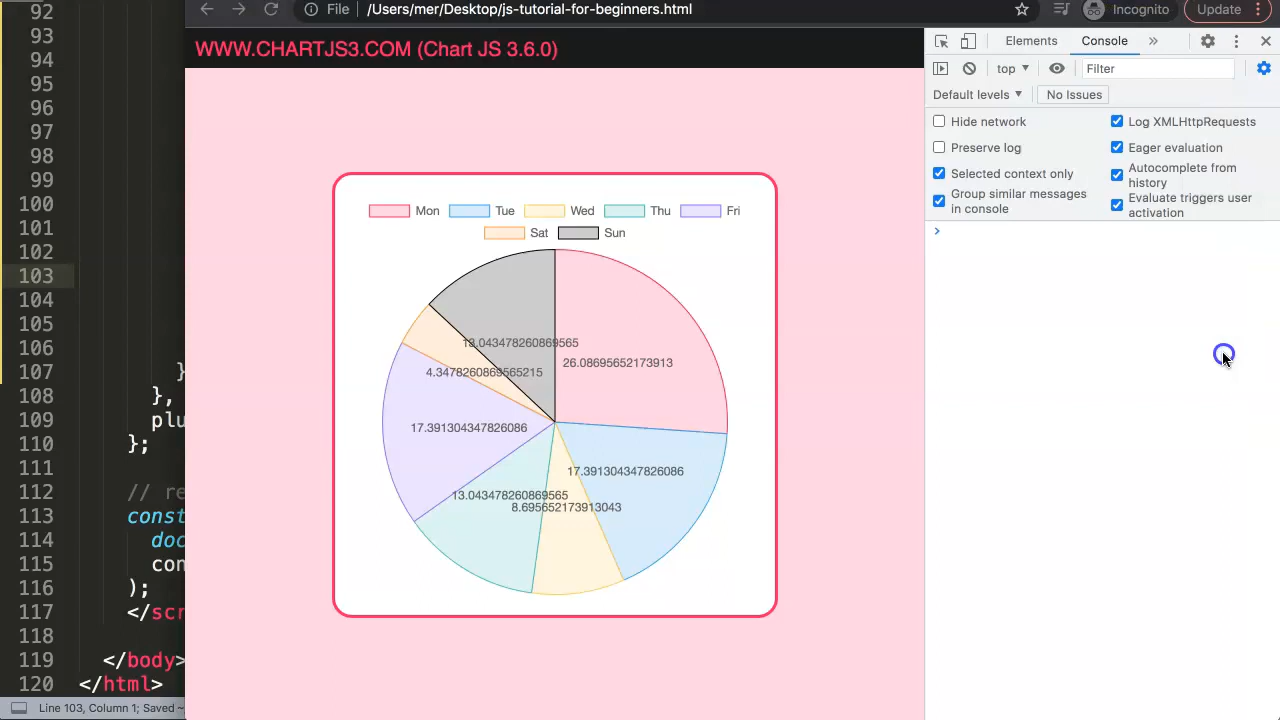 File /Users/mer/Desktop/js-tutorial-for-beginners.html Incognito Update
WWW.CHARTJS3.COM (Chart JS 3.6.0)
Elements Console
top Filter
Default levels No Issues
Hide network Log XMLHttpRequests
Preserve log Eager evaluation
Selected context only Autocomplete from
history
Group similar messages Evaluate triggers user
in console activation
Mon Tue Wed Thu Fri
Sat Sun
13.043478260869565
26.08695652173913
4.3478260869565215
17.391304347826086
17.391304347826086
13.043478260869565
8.695652173913043
92
93
94
95
96
97
98
99
100
101
102
103
104
105
106
107 }
108 },
109 plu
110 };
111
112 // re
113 const
114 doc
115 con
116 );
117 </scr
118
119 </body>
120 </html>
Line 103, Column 1; Saved ~